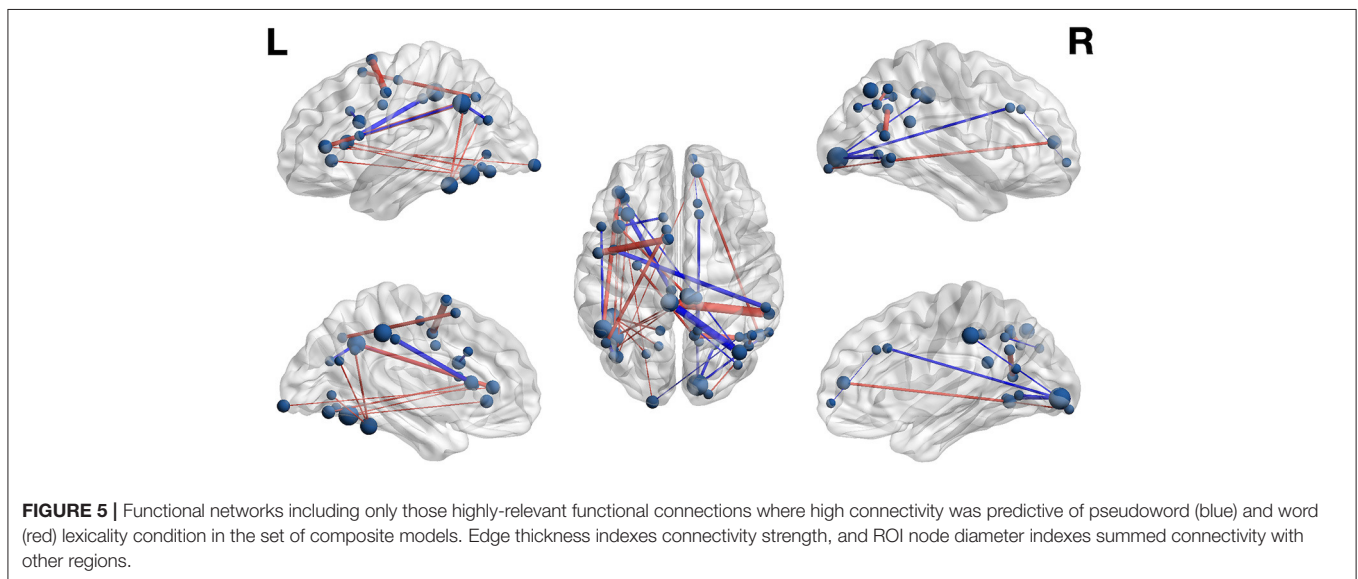 L
R
FIGURE 5 | Functional networks including only those highly-relevant functional connections where high connectivity was predictive of pseudoword (blue) and word
(red) lexicality condition in the set of composite models. Edge thickness indexes connectivity strength, and ROI node diameter indexes summed connectivity with
other regions.